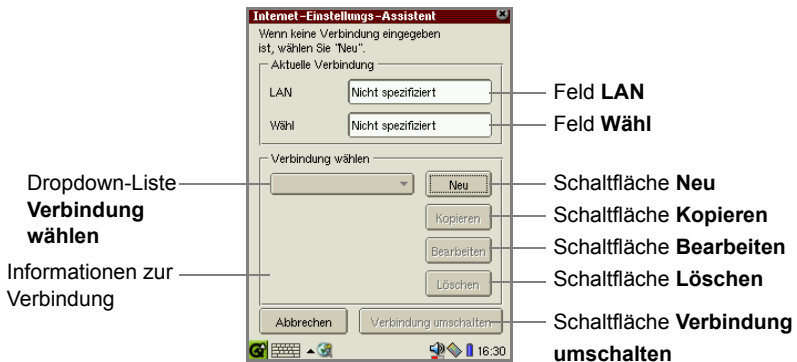 Internet-Einstellungs-Assistent
Wenn keine Verbindung eingegeben
ist, wählen Sie "Neu".
Aktuelle Verbindung
LAN
Nicht spezifiziert
Feld LAN
Wähl
Nicht spezifiziert
Feld Wähl
Verbindung wählen
Dropdown-Liste
Verbindung
wählen
Neu
Schaltfläche Neu
Kopieren
Schaltfläche Kopieren
Bearbeiten
Schaltfläche Bearbeiten
Informationen zur
Verbindung
Löschen
Schaltfläche Löschen
Abbrechen
Verbindung umschalten
Schaltfläche Verbindung
umschalten
16:30